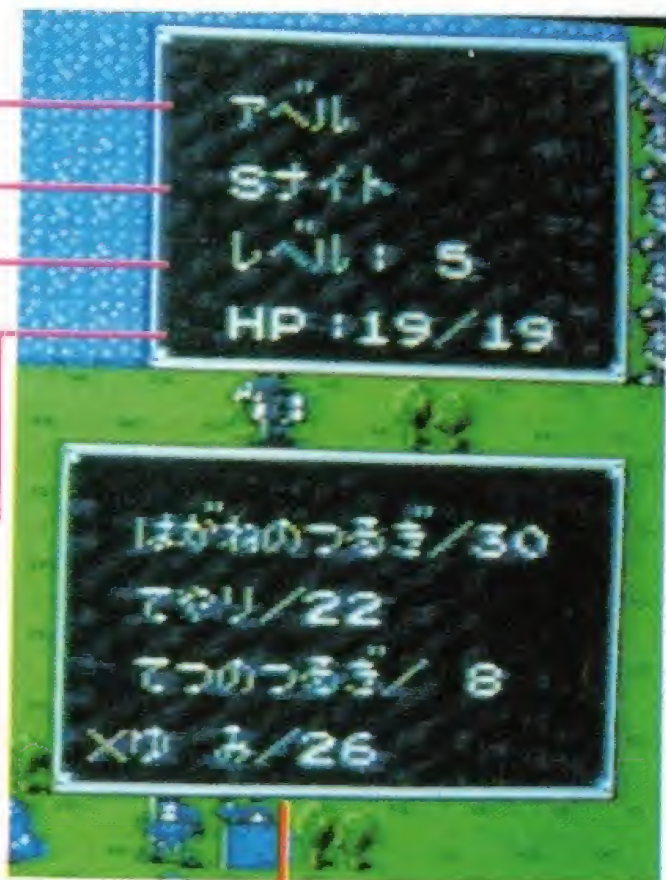 アベル
Sナイト
レベル： 5
HP：19/19
はがねのつるぎ/30
てやり/22
てつのつるぎ/ 8
×ゆ み/26